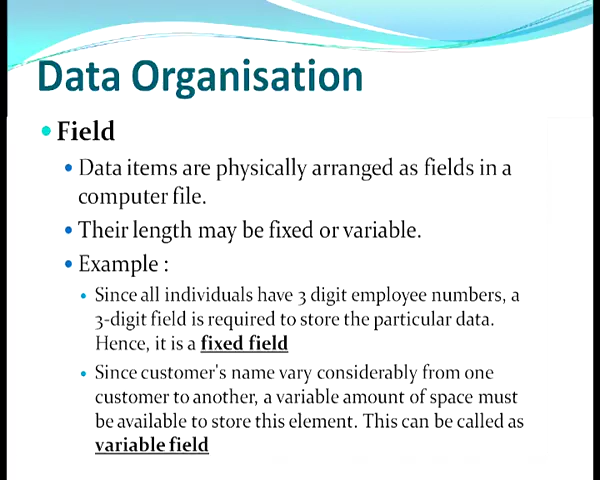 Data Organisation
• Field
• Data items are physically arranged as fields in a
computer file.
• Their length may be fixed or variable.
• Example :
• Since all individuals have 3 digit employee numbers, a
3-digit field is required to store the particular data.
Hence, it is a fixed field
• Since customer's name vary considerably from one
customer to another, a variable amount of space must
be available to store this element. This can be called as
variable field